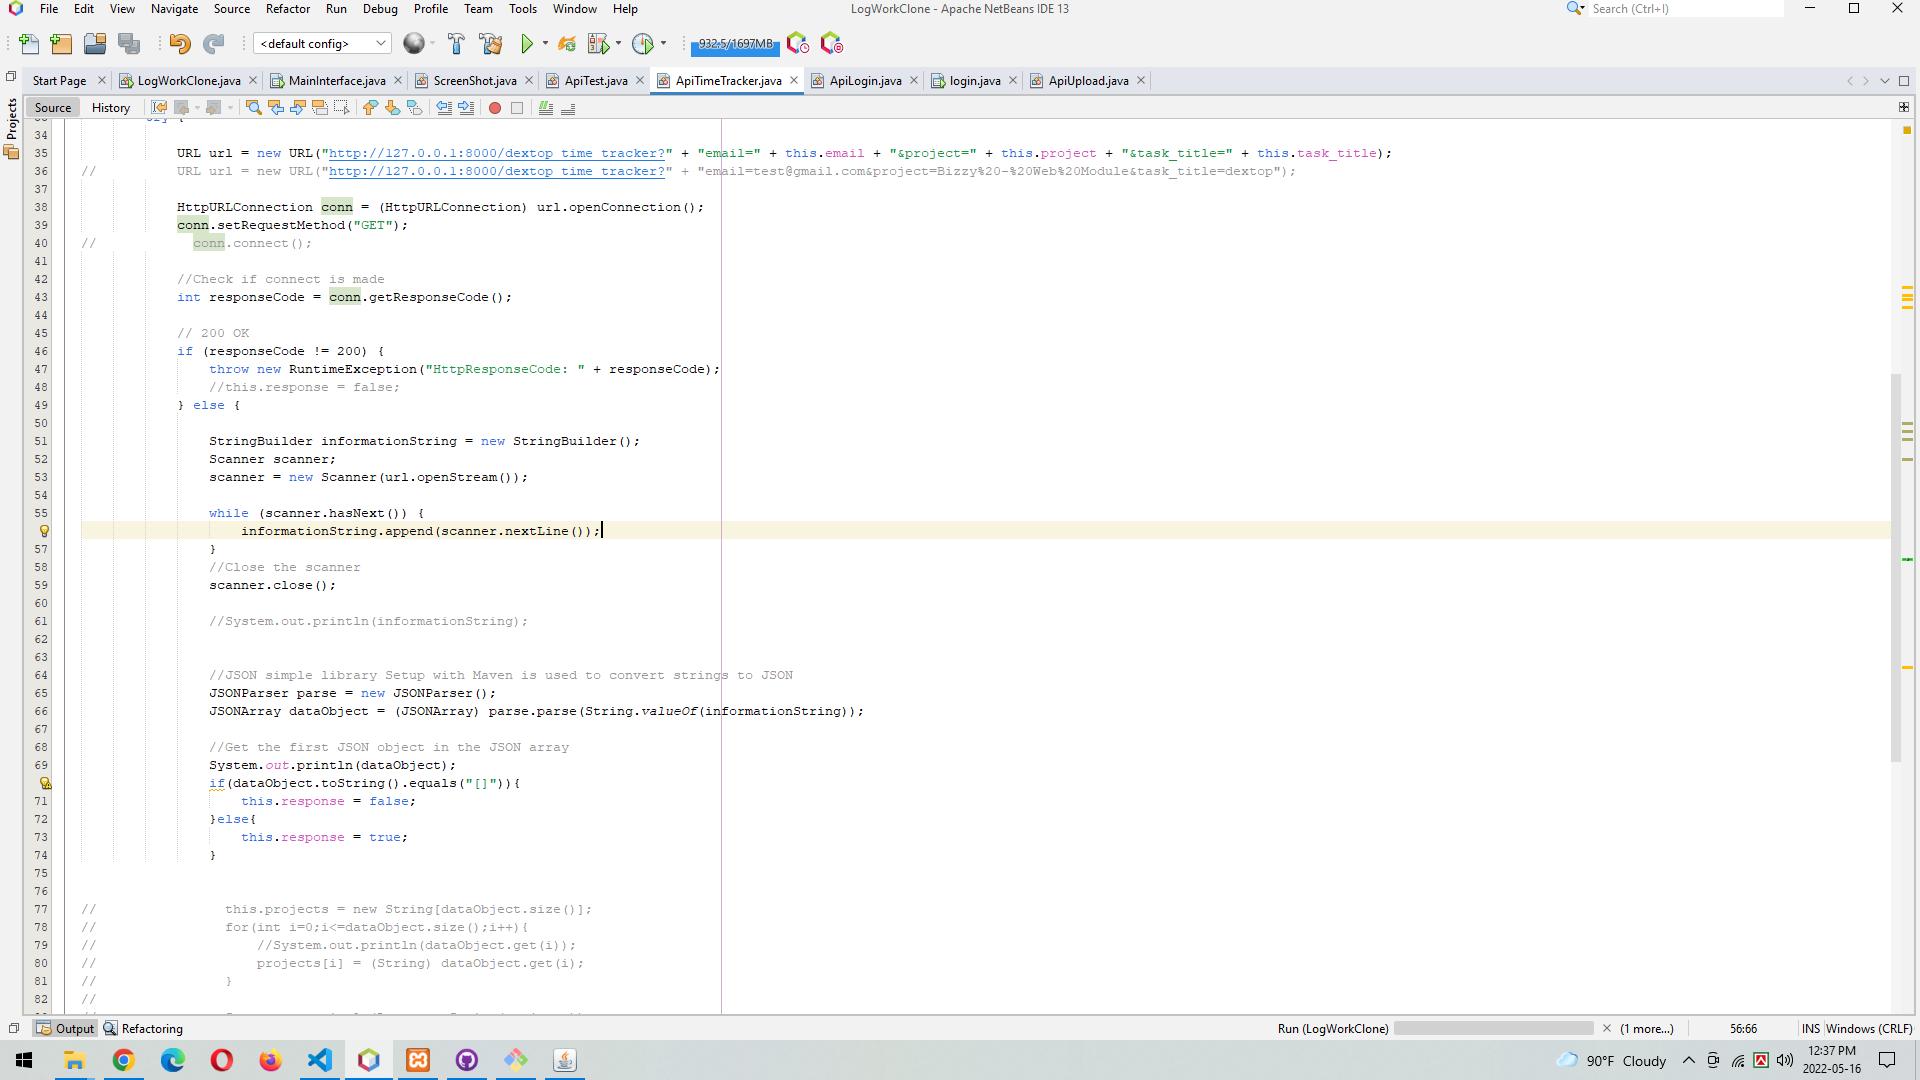 File Edit View Navigate Source Refactor Run Debug Profile Team Tools Window Help LogWorkClone - Apache NetBeans IDE 13 Search (Ctrl+I)
<default config> 932.5/1697MB
Start Page LogWorkClone.java MainInterface.java ScreenShot.java ApiTest.java ApiTimeTracker.java ApiLogin.java login.java ApiUpload.java
Projects
Source History
34
35 URL url = new URL("http://127.0.0.1:8000/dextop_time_tracker?" + "email=" + this.email + "&project=" + this.project + "&task_title=" + this.task_title);
36 // URL url = new URL("http://127.0.0.1:8000/dextop_time_tracker?" + "email=test@gmail.com&project=Bizzy%20-%20Web%20Module&task_title=dextop");
37
38 HttpURLConnection conn = (HttpURLConnection) url.openConnection();
39 conn.setRequestMethod("GET");
40 // conn.connect();
41
42 //Check if connect is made
43 int responseCode = conn.getResponseCode();
44
45 // 200 OK
46 if (responseCode != 200) {
47 throw new RuntimeException("HttpResponseCode: " + responseCode);
48 //this.response = false;
49 } else {
50
51 StringBuilder informationString = new StringBuilder();
52 Scanner scanner;
53 scanner = new Scanner(url.openStream());
54
55 while (scanner.hasNext()) {
informationString.append(scanner.nextLine());
57 }
58 //Close the scanner
59 scanner.close();
60
61 //System.out.println(informationString);
62
63
64 //JSON simple library Setup with Maven is used to convert strings to JSON
65 JSONParser parse = new JSONParser();
66 JSONArray dataObject = (JSONArray) parse.parse(String.valueOf(informationString));
67
68 //Get the first JSON object in the JSON array
69 System.out.println(dataObject);
if(dataObject.toString().equals("[]")){
71 this.response = false;
72 }else{
73 this.response = true;
74 }
75
76
77 // this.projects = new String[dataObject.size()];
78 // for(int i=0;i<=dataObject.size();i++){
79 // //System.out.println(dataObject.get(i));
80 // projects[i] = (String) dataObject.get(i);
81 // }
82 //
Output Refactoring Run (LogWorkClone) (1 more...) 56:66 INS Windows (CRLF)
90°F Cloudy 12:37 PM
2022-05-16